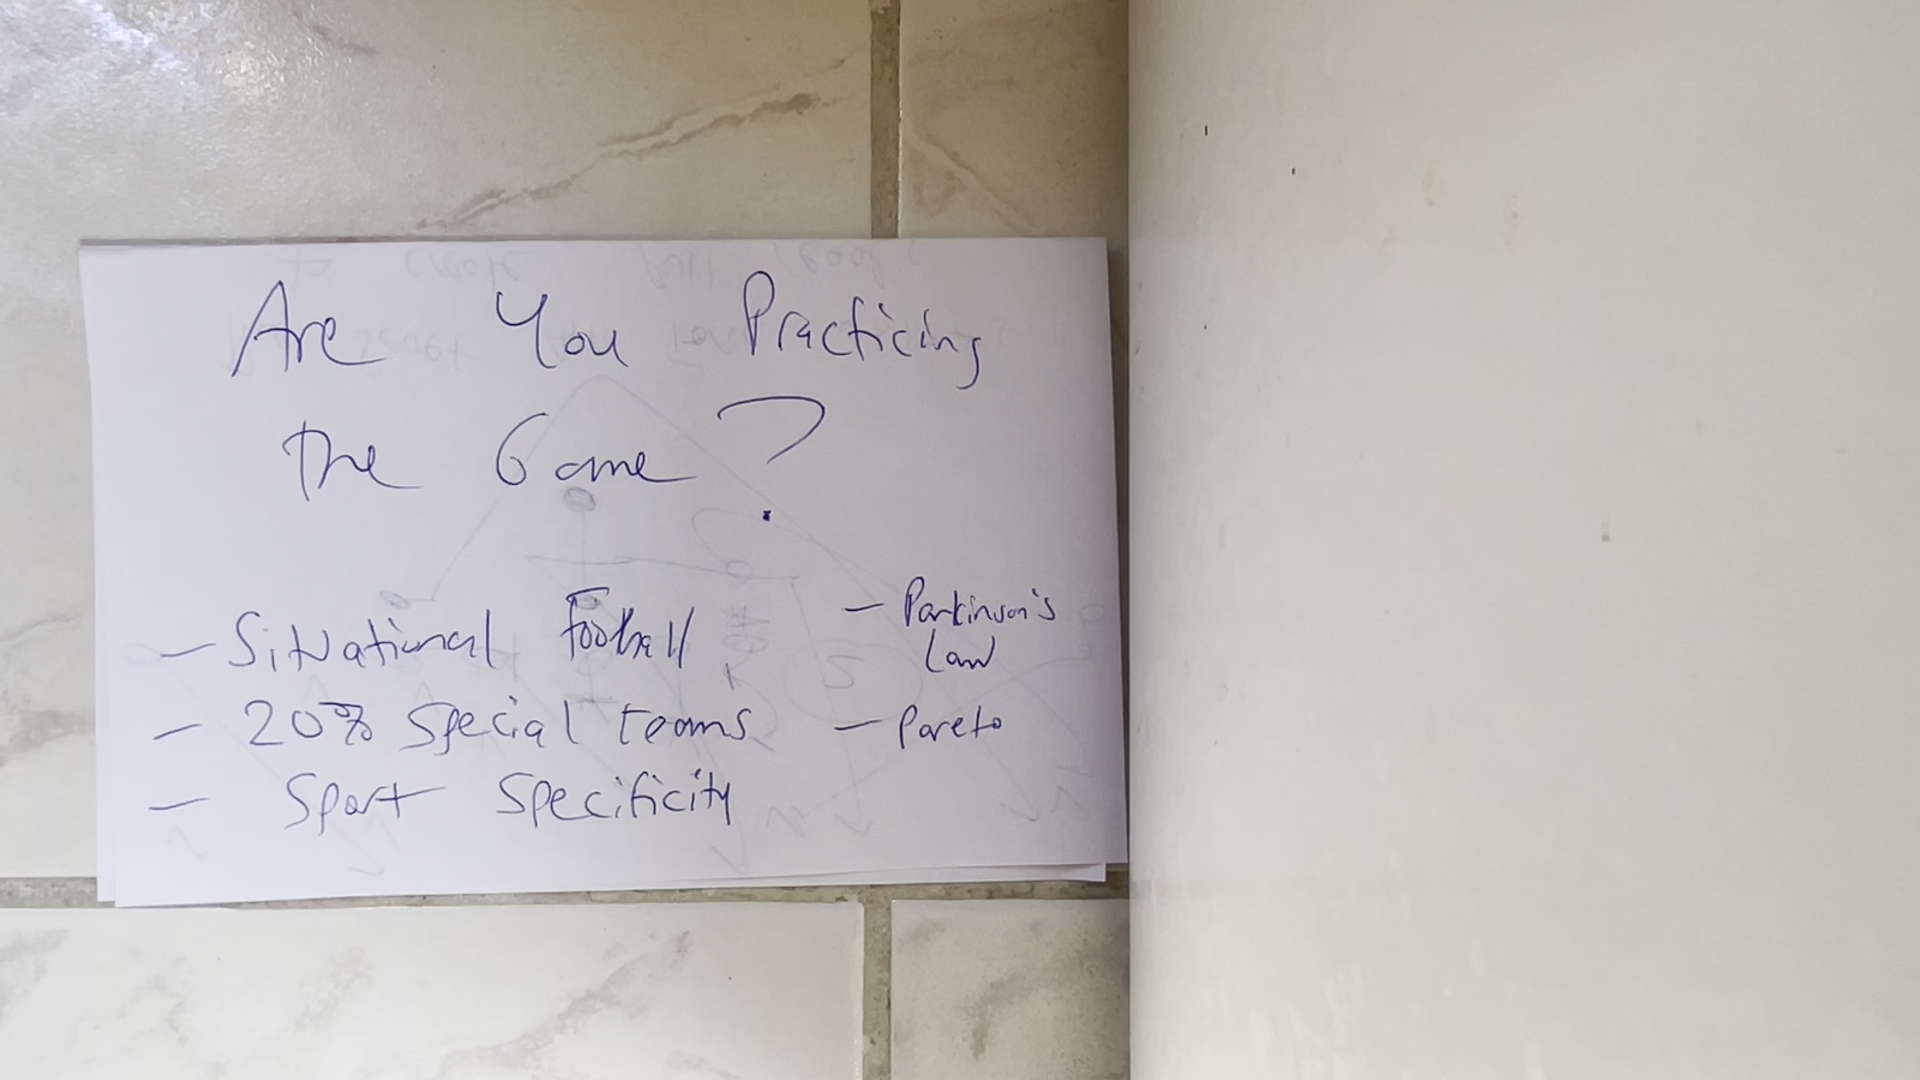 Are You Practicing
the Game?
- Situational Football
- 20% Special teams
- Sport Specificity
- Parkinson's
Law
- Pareto